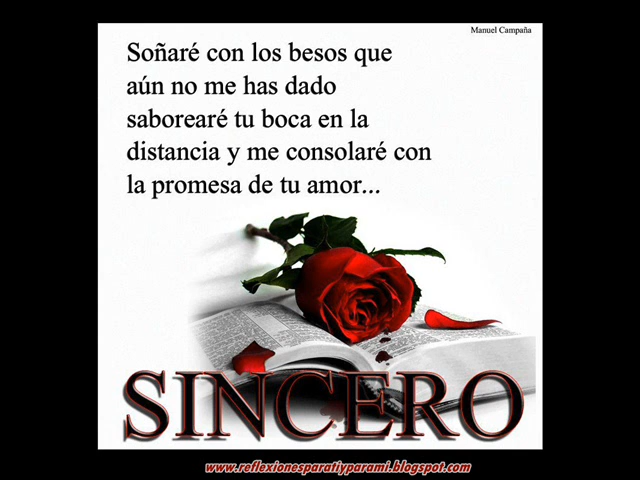 Manuel Campaña
Soñaré con los besos que
aún no me has dado
saborearé tu boca en la
distancia y me consolaré con
la promesa de tu amor...
SINCERO
www.reflexionesparatiyparami.blogspot.com